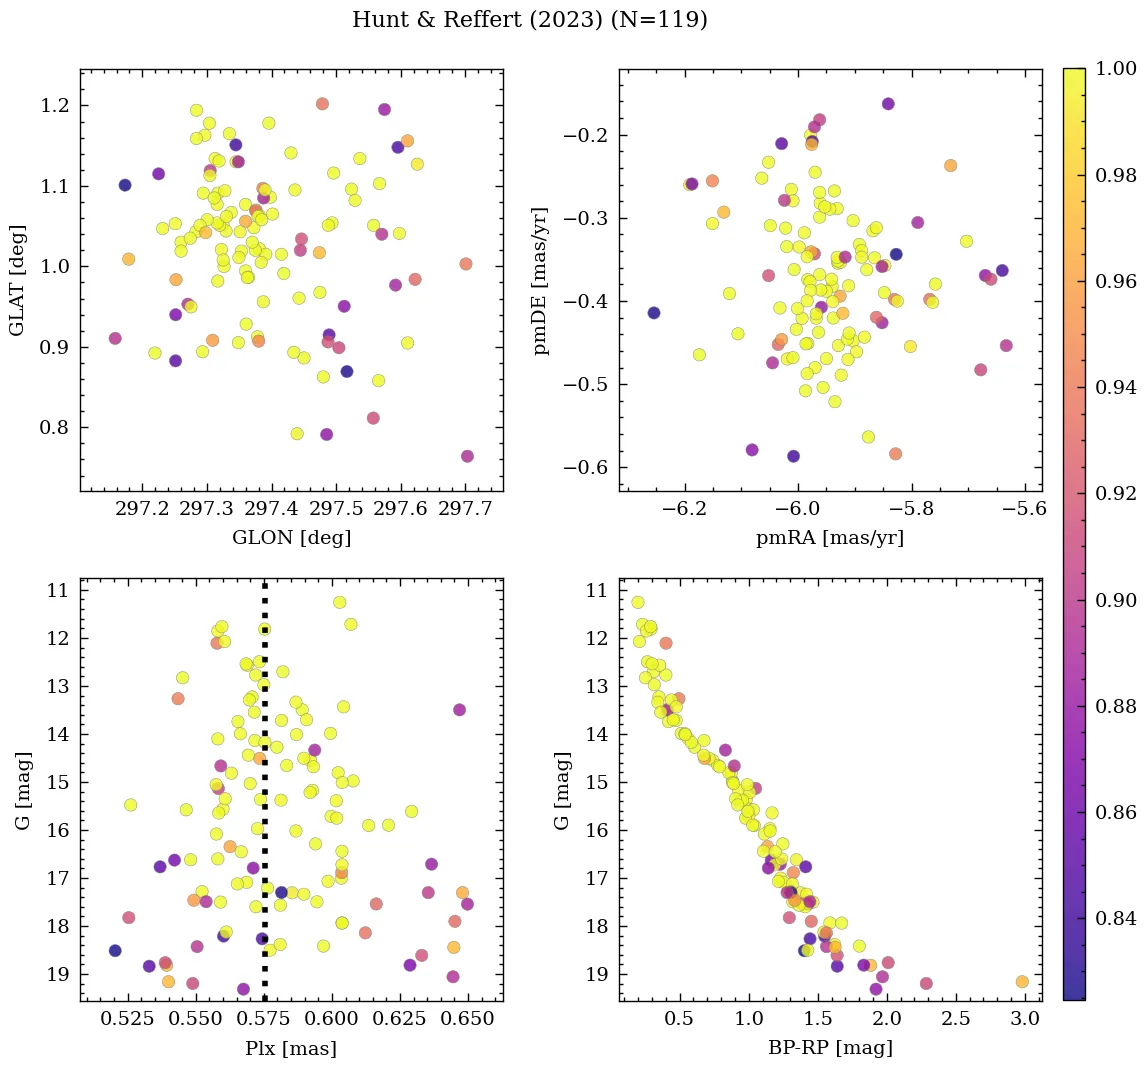 Hunt & Reffert (2023) (N=119)
1.2
1.1
1.0
0.9
0.8
GLAT [deg]
297.2 297.3 297.4 297.5 297.6 297.7
GLON [deg]
−0.2
−0.3
−0.4
−0.5
−0.6
pmDE [mas/yr]
−6.2 −6.0 −5.8 −5.6
pmRA [mas/yr]
11
12
13
14
15
16
17
18
19
G [mag]
0.525 0.550 0.575 0.600 0.625 0.650
Plx [mas]
11
12
13
14
15
16
17
18
19
G [mag]
0.5 1.0 1.5 2.0 2.5 3.0
BP-RP [mag]
1.00
0.98
0.96
0.94
0.92
0.90
0.88
0.86
0.84